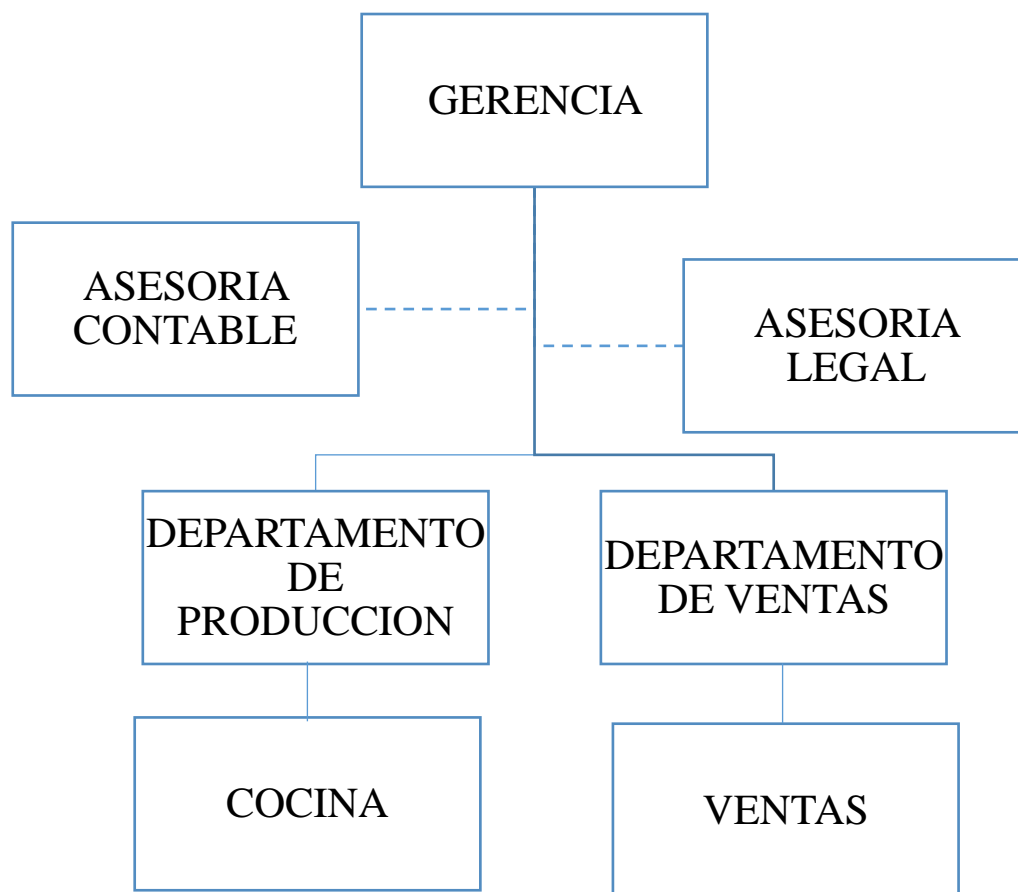 GERENCIA
ASESORIA
CONTABLE
ASESORIA
LEGAL
DEPARTAMENTO
DE
PRODUCCION
DEPARTAMENTO
DE VENTAS
COCINA
VENTAS